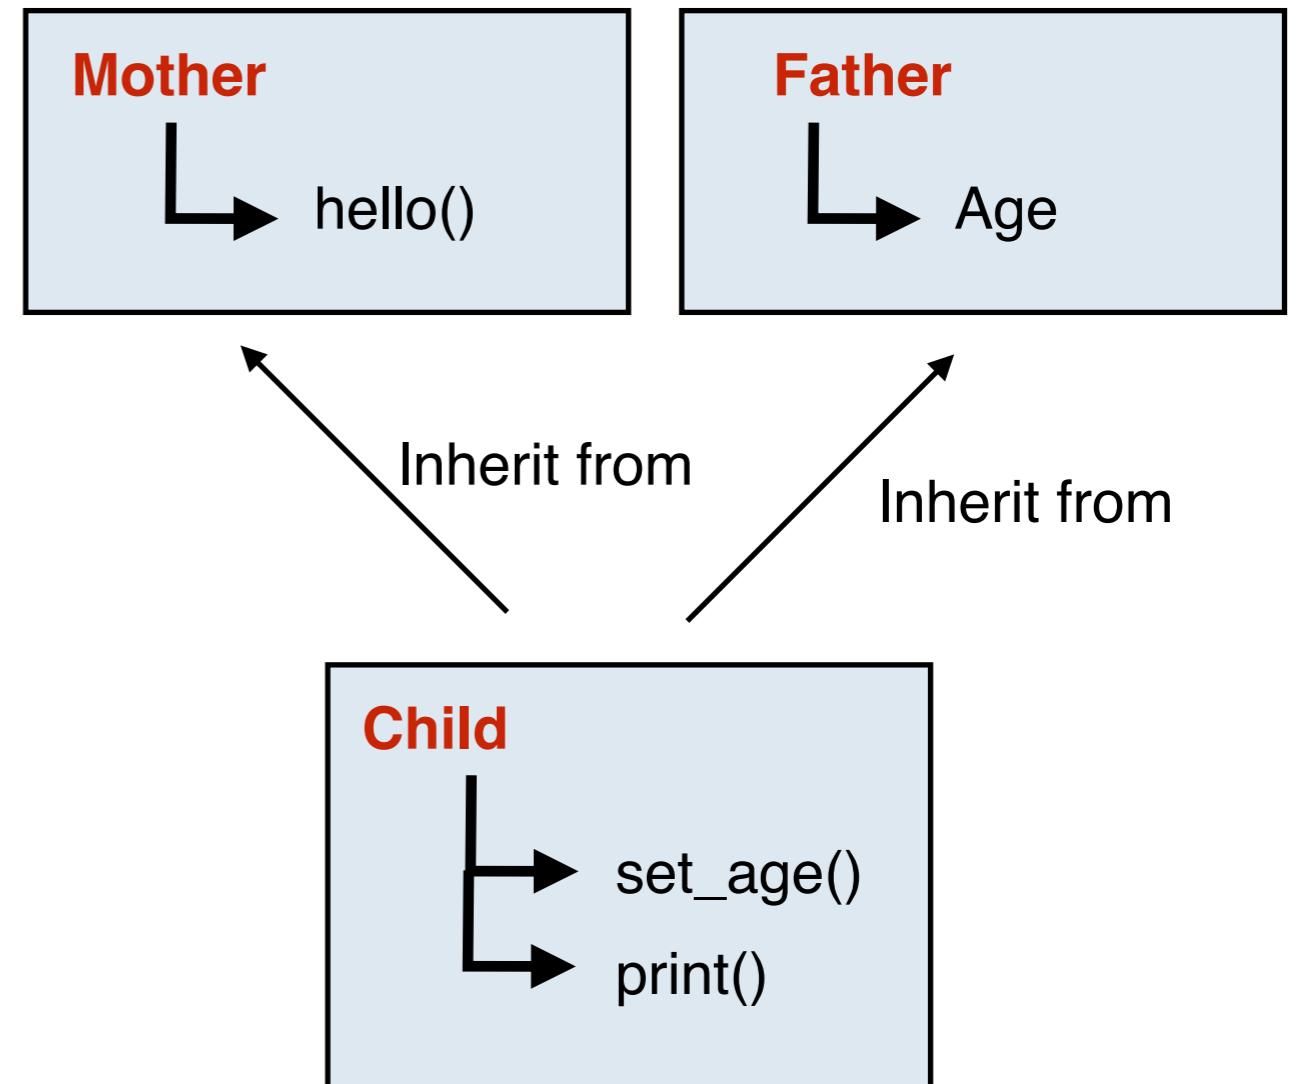 Mother
hello()
Father
Age
Inherit from
Inherit from
Child
set_age()
print()